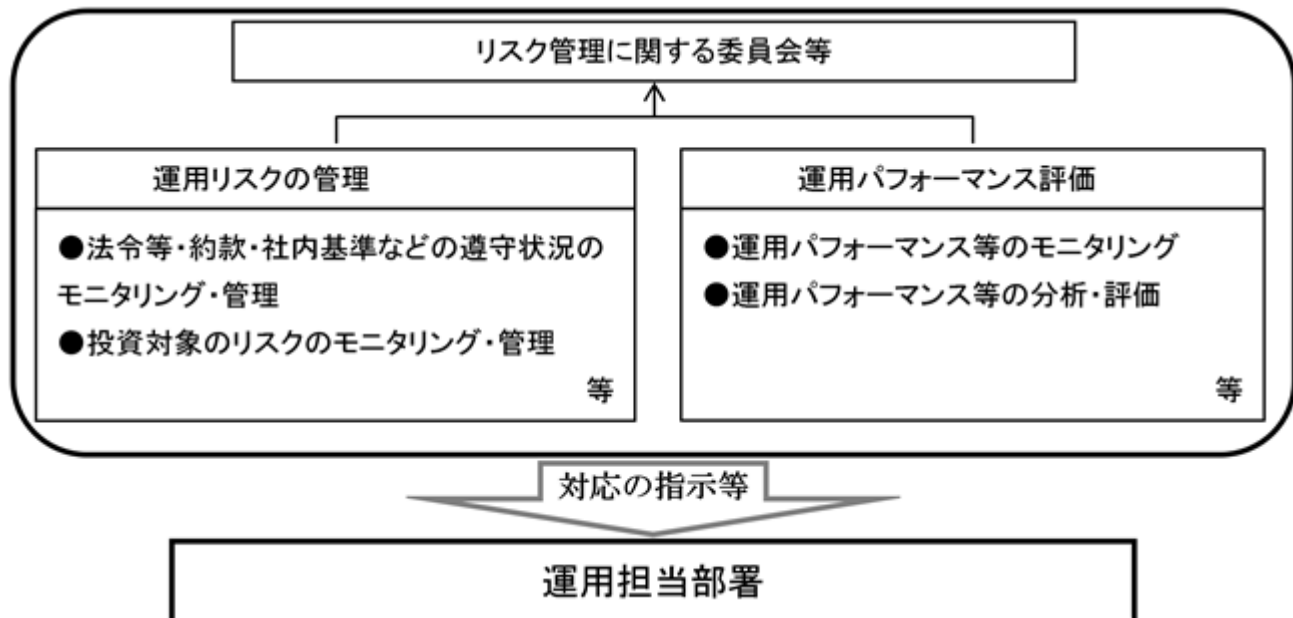 リスク管理に関する委員会等
運用リスクの管理
●法令等・約款・社内基準などの遵守状況の
モニタリング・管理
●投資対象のリスクのモニタリング・管理
等
運用パフォーマンス評価
●運用パフォーマンス等のモニタリング
●運用パフォーマンス等の分析・評価
等
対応の指示等
運用担当部署